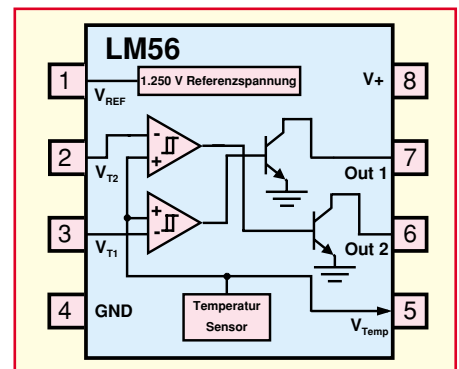 LM56
1
1.250 V Referenzspannung
V+
8
VREF
2
-
+
7
VT2
Out 1
3
+
-
6
VT1
Out 2
4
GND
Temperatur
Sensor
5
VTemp